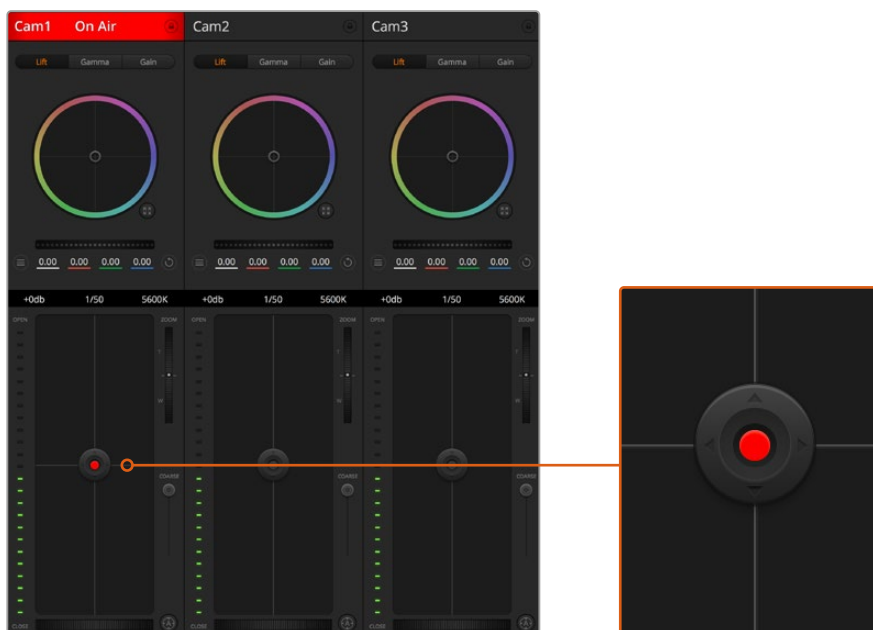 Cam1 On Air Cam2 Cam3
Lift Gamma Gain Lift Gamma Gain Lift Gamma Gain
0.00 0.00 0.00 0.00 0.00 0.00 0.00 0.00 0.00 0.00 0.00 0.00
+0db 1/50 5600K +0db 1/50 5600K +0db 1/50 5600K
OPEN ZOOM OPEN ZOOM OPEN ZOOM
T T T
W W W
COARSE COARSE COARSE
CLOSE A CLOSE A CLOSE A